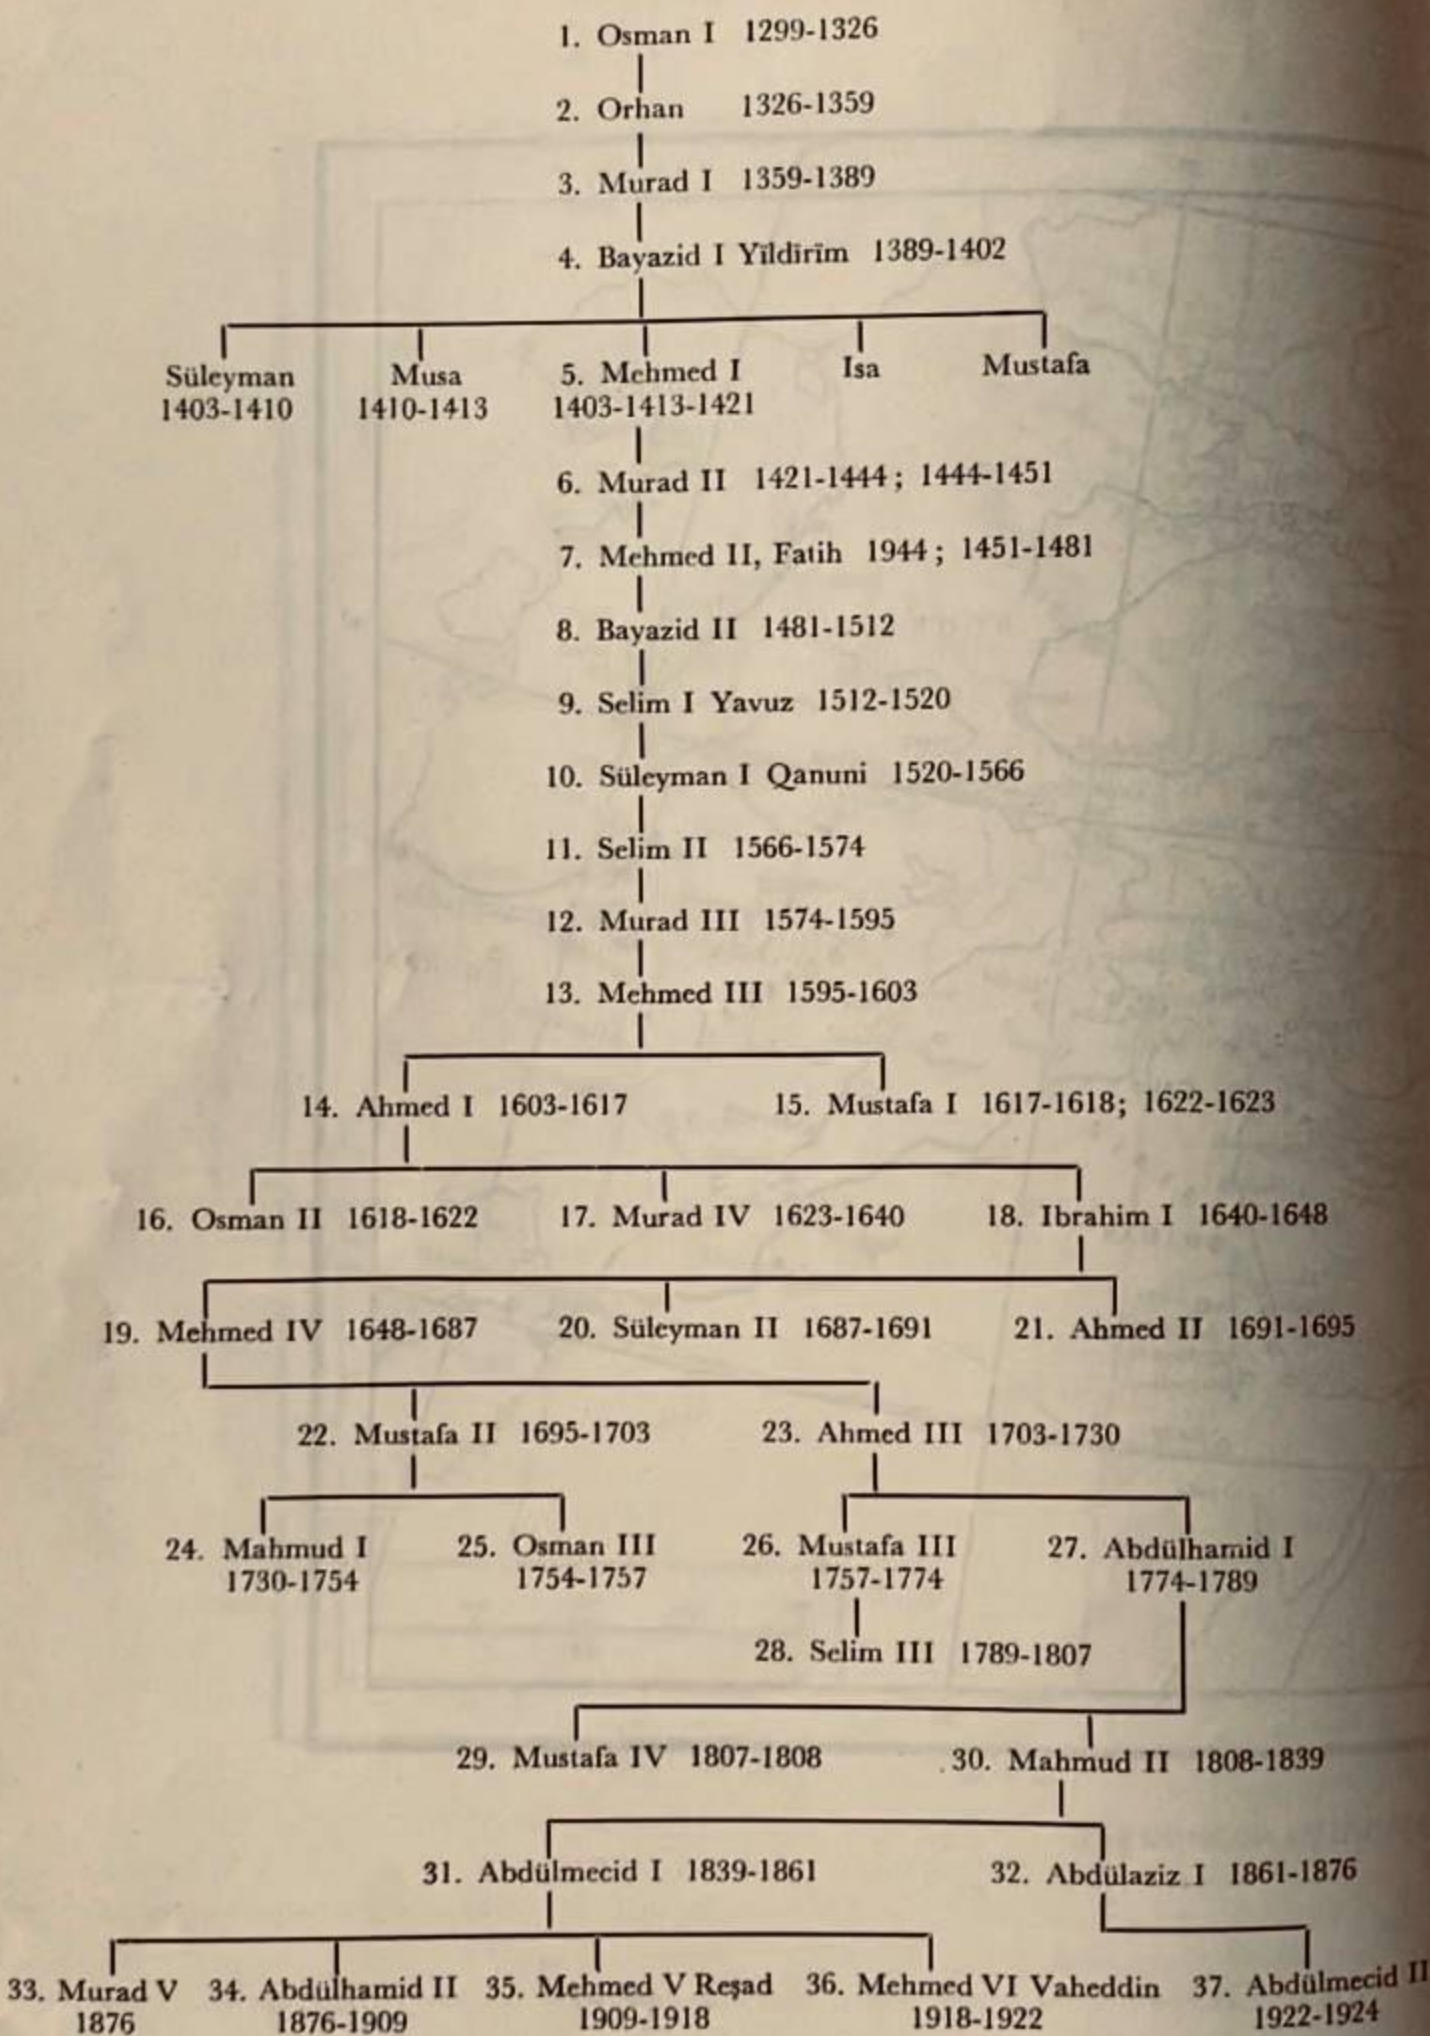 1. Osman I 1299-1326
2. Orhan 1326-1359
3. Murad I 1359-1389
4. Bayazid I Yïldïrïm 1389-1402
Süleyman Musa 5. Mehmed I Isa Mustafa
1403-1410 1410-1413 1403-1413-1421
6. Murad II 1421-1444; 1444-1451
7. Mehmed II, Fatih 1944; 1451-1481
8. Bayazid II 1481-1512
9. Selim I Yavuz 1512-1520
10. Süleyman I Qanuni 1520-1566
11. Selim II 1566-1574
12. Murad III 1574-1595
13. Mehmed III 1595-1603
14. Ahmed I 1603-1617 15. Mustafa I 1617-1618; 1622-1623
16. Osman II 1618-1622 17. Murad IV 1623-1640 18. Ibrahim I 1640-1648
19. Mehmed IV 1648-1687 20. Süleyman II 1687-1691 21. Ahmed II 1691-1695
22. Mustafa II 1695-1703 23. Ahmed III 1703-1730
24. Mahmud I 25. Osman III 26. Mustafa III 27. Abdülhamid I
1730-1754 1754-1757 1757-1774 1774-1789
28. Selim III 1789-1807
29. Mustafa IV 1807-1808 30. Mahmud II 1808-1839
31. Abdülmecid I 1839-1861 32. Abdülaziz I 1861-1876
33. Murad V 34. Abdülhamid II 35. Mehmed V Reşad 36. Mehmed VI Vaheddin 37. Abdülmecid II
1876 1876-1909 1909-1918 1918-1922 1922-1924